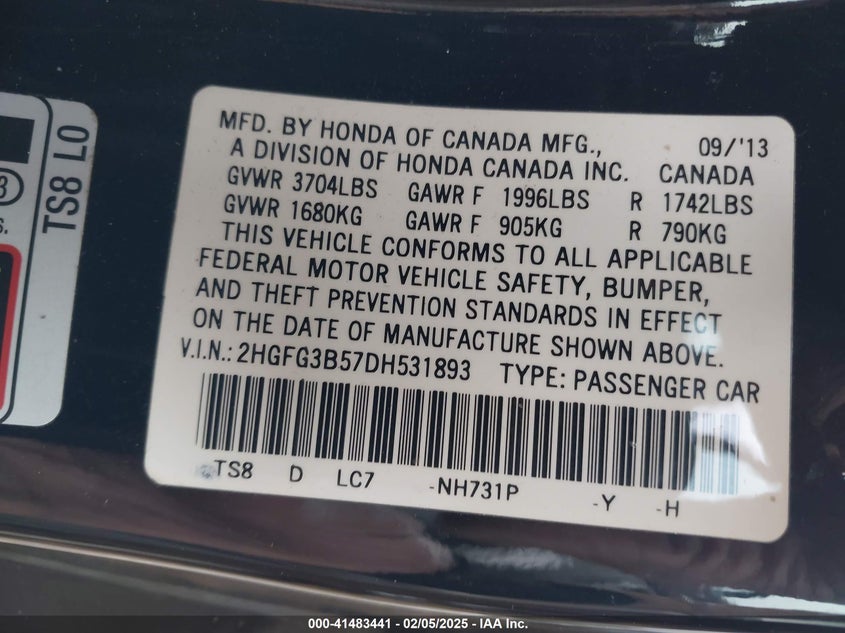 TS8 L0
3
S.
MFD. BY HONDA OF CANADA MFG., 09/'13
A DIVISION OF HONDA CANADA INC. CANADA
GVWR 3704LBS GAWR F 1996LBS R 1742LBS
GVWR 1680KG GAWR F 905KG R 790KG
THIS VEHICLE CONFORMS TO ALL APPLICABLE
FEDERAL MOTOR VEHICLE SAFETY, BUMPER,
AND THEFT PREVENTION STANDARDS IN EFFECT
ON THE DATE OF MANUFACTURE SHOWN ABOVE.
V.I.N.: 2HGFG3B57DH531893 TYPE: PASSENGER CAR
TS8 D LC7 -NH731P -Y -H
000-41483441 - 02/05/2025 - IAA Inc.